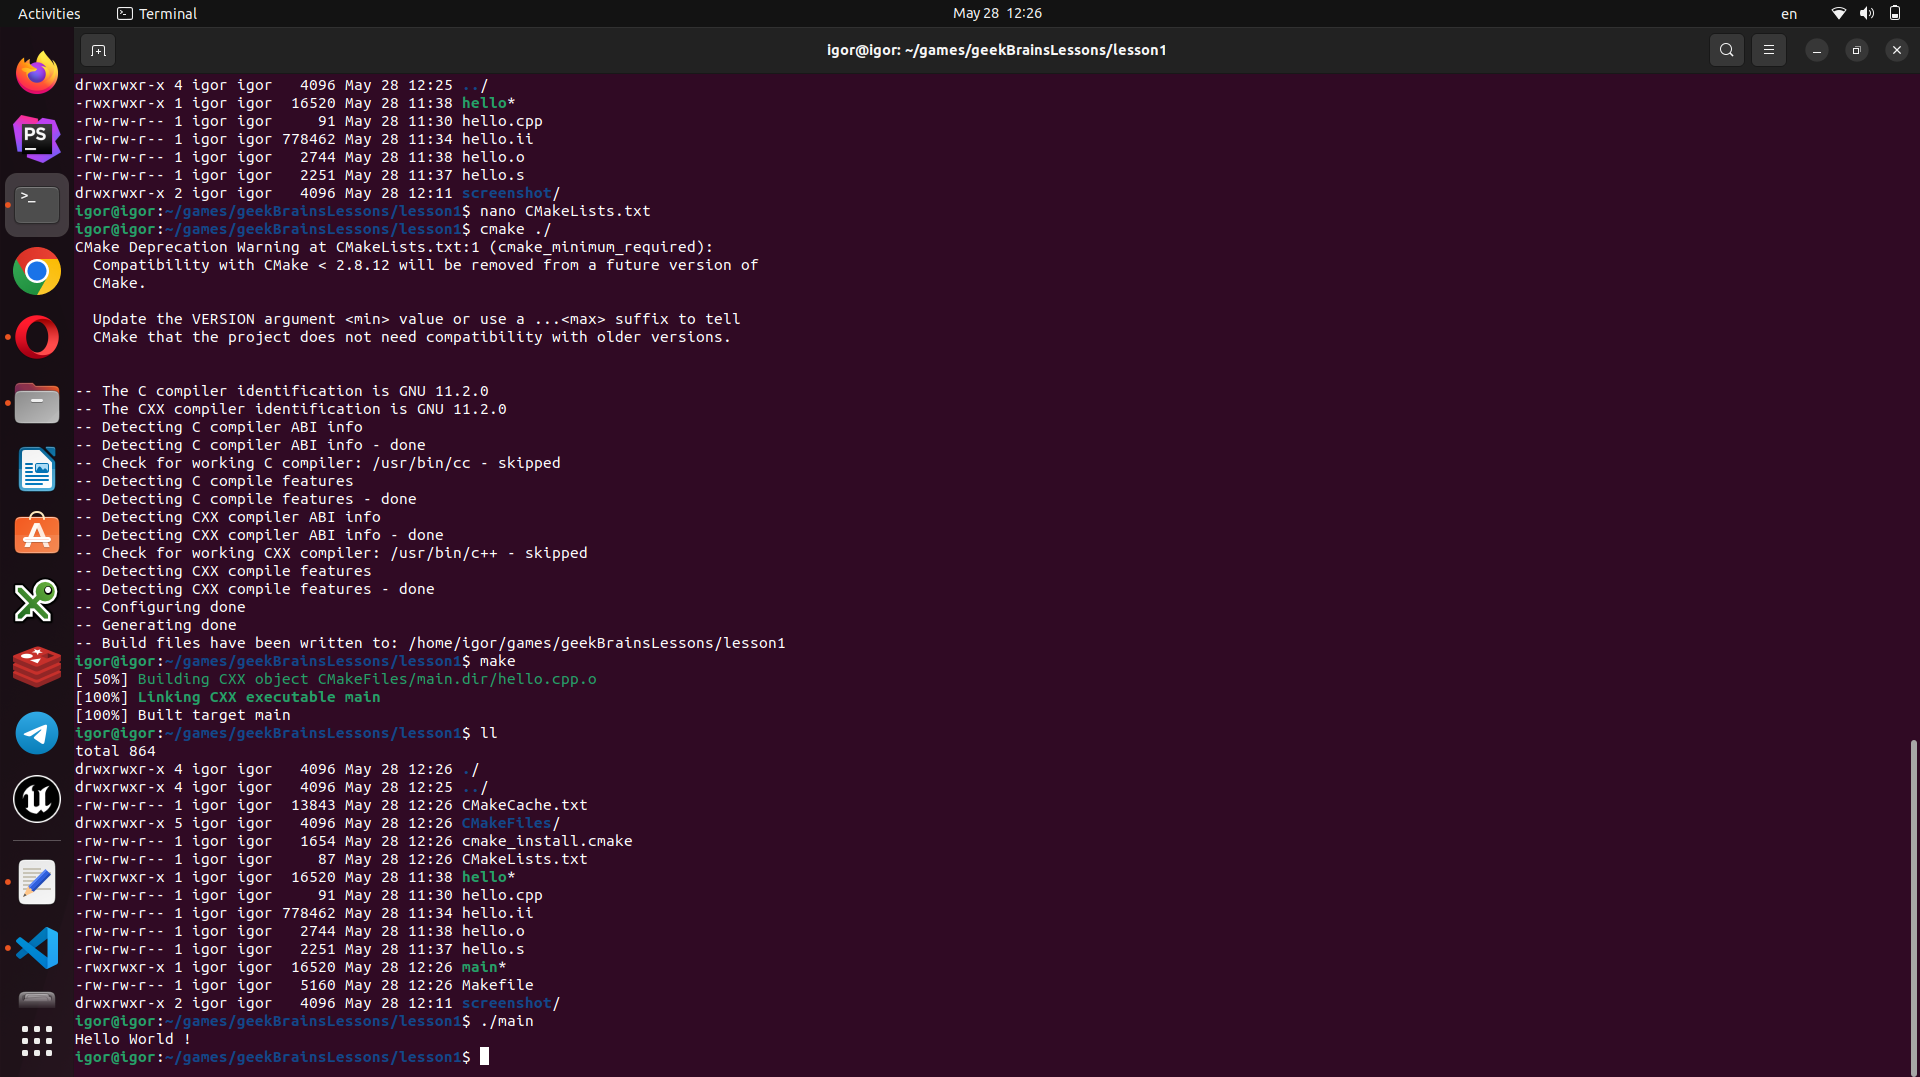 Activities Terminal May 28 12:26 en
igor@igor: ~/games/geekBrainsLessons/lesson1
drwxrwxr-x 4 igor igor   4096 May 28 12:25 ../
-rwxrwxr-x 1 igor igor  16520 May 28 11:38 hello*
-rw-rw-r-- 1 igor igor     91 May 28 11:30 hello.cpp
-rw-rw-r-- 1 igor igor 778462 May 28 11:34 hello.ii
-rw-rw-r-- 1 igor igor   2744 May 28 11:38 hello.o
-rw-rw-r-- 1 igor igor   2251 May 28 11:37 hello.s
drwxrwxr-x 2 igor igor   4096 May 28 12:11 screenshot/
igor@igor:~/games/geekBrainsLessons/lesson1$ nano CMakeLists.txt
igor@igor:~/games/geekBrainsLessons/lesson1$ cmake ./
CMake Deprecation Warning at CMakeLists.txt:1 (cmake_minimum_required):
  Compatibility with CMake < 2.8.12 will be removed from a future version of
  CMake.
  Update the VERSION argument <min> value or use a ...<max> suffix to tell
  CMake that the project does not need compatibility with older versions.
-- The C compiler identification is GNU 11.2.0
-- The CXX compiler identification is GNU 11.2.0
-- Detecting C compiler ABI info
-- Detecting C compiler ABI info - done
-- Check for working C compiler: /usr/bin/cc - skipped
-- Detecting C compile features
-- Detecting C compile features - done
-- Detecting CXX compiler ABI info
-- Detecting CXX compiler ABI info - done
-- Check for working CXX compiler: /usr/bin/c++ - skipped
-- Detecting CXX compile features
-- Detecting CXX compile features - done
-- Configuring done
-- Generating done
-- Build files have been written to: /home/igor/games/geekBrainsLessons/lesson1
igor@igor:~/games/geekBrainsLessons/lesson1$ make
[ 50%] Building CXX object CMakeFiles/main.dir/hello.cpp.o
[100%] Linking CXX executable main
[100%] Built target main
igor@igor:~/games/geekBrainsLessons/lesson1$ ll
total 864
drwxrwxr-x 4 igor igor   4096 May 28 12:26 ./
drwxrwxr-x 4 igor igor   4096 May 28 12:25 ../
-rw-rw-r-- 1 igor igor  13843 May 28 12:26 CMakeCache.txt
drwxrwxr-x 5 igor igor   4096 May 28 12:26 CMakeFiles/
-rw-rw-r-- 1 igor igor   1654 May 28 12:26 cmake_install.cmake
-rw-rw-r-- 1 igor igor     87 May 28 12:26 CMakeLists.txt
-rwxrwxr-x 1 igor igor  16520 May 28 11:38 hello*
-rw-rw-r-- 1 igor igor     91 May 28 11:30 hello.cpp
-rw-rw-r-- 1 igor igor 778462 May 28 11:34 hello.ii
-rw-rw-r-- 1 igor igor   2744 May 28 11:38 hello.o
-rw-rw-r-- 1 igor igor   2251 May 28 11:37 hello.s
-rwxrwxr-x 1 igor igor  16520 May 28 12:26 main*
-rw-rw-r-- 1 igor igor   5160 May 28 12:26 Makefile
drwxrwxr-x 2 igor igor   4096 May 28 12:11 screenshot/
igor@igor:~/games/geekBrainsLessons/lesson1$ ./main
Hello World !
igor@igor:~/games/geekBrainsLessons/lesson1$
PS